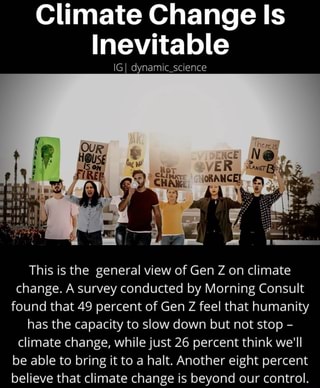 Climate Change Is
Inevitable
IG| dynamic_science
OUR
HOUSE
IS ON
FIRE!
NOT
CLIMATE
CHANGE
EVIDENCE
OVER
IGNORANCE!
There is
NO
PLANET B
This is the general view of Gen Z on climate
change. A survey conducted by Morning Consult
found that 49 percent of Gen Z feel that humanity
has the capacity to slow down but not stop –
climate change, while just 26 percent think we'll
be able to bring it to a halt. Another eight percent
believe that climate change is beyond our control.